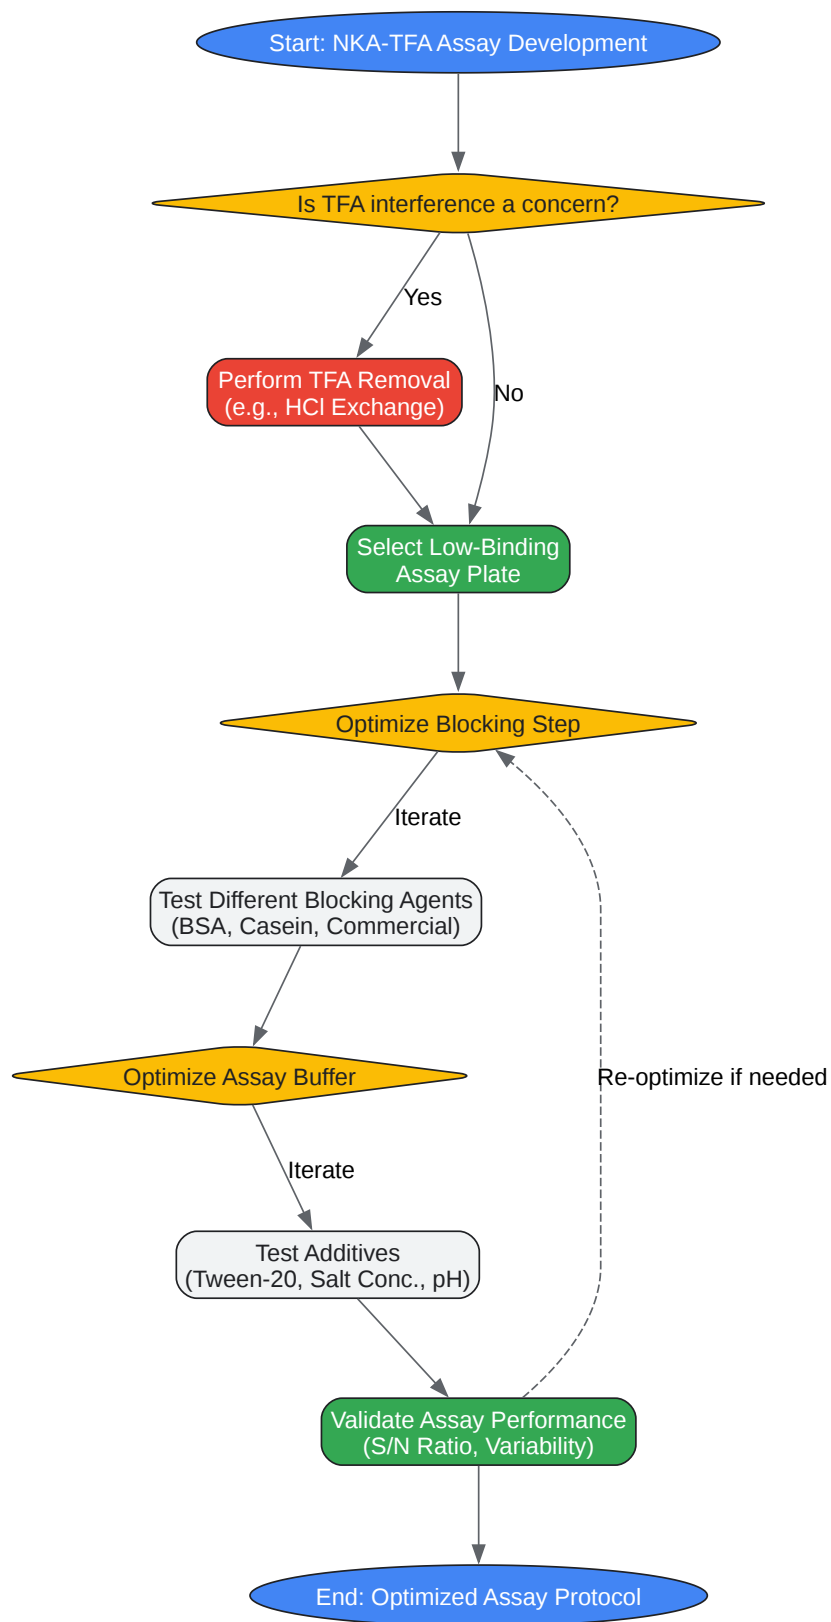 Start: NKA-TFA Assay Development
Is TFA interference a concern?
Yes
Perform TFA Removal
(e.g., HCl Exchange)
No
Select Low-Binding
Assay Plate
Optimize Blocking Step
Iterate
Test Different Blocking Agents
(BSA, Casein, Commercial)
Optimize Assay Buffer
Re-optimize if needed
Iterate
Test Additives
(Tween-20, Salt Conc., pH)
Validate Assay Performance
(S/N Ratio, Variability)
End: Optimized Assay Protocol